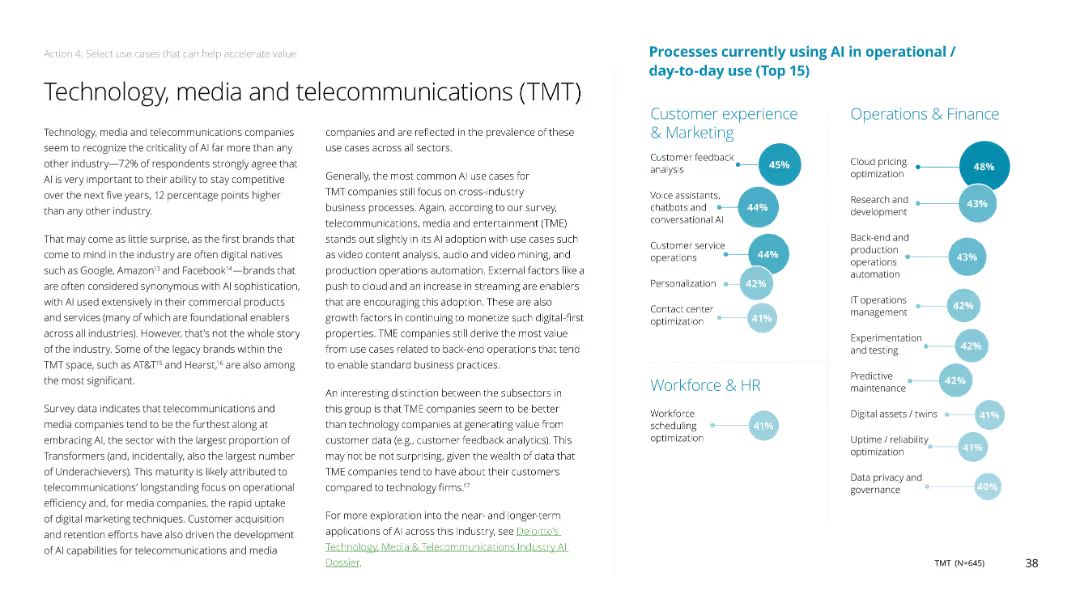 Action 4: Select use cases that can help accelerate value
Technology, media and telecommunications (TMT)
Technology, media and telecommunications companies
seem to recognize the criticality of AI far more than any
other industry—72% of respondents strongly agree that
AI is very important to their ability to stay competitive
over the next five years, 12 percentage points higher
than any other industry.
That may come as little surprise, as the first brands that
come to mind in the industry are often digital natives
such as Google, Amazon¹³ and Facebook¹⁴—brands that
are often considered synonymous with AI sophistication,
with AI used extensively in their commercial products
and services (many of which are foundational enablers
across all industries). However, that's not the whole story
of the industry. Some of the legacy brands within the
TMT space, such as AT&T¹⁵ and Hearst,¹⁶ are also among
the most significant.
Survey data indicates that telecommunications and
media companies tend to be the furthest along at
embracing AI, the sector with the largest proportion of
Transformers (and, incidentally, also the largest number
of Underachievers). This maturity is likely attributed to
telecommunications' longstanding focus on operational
efficiency and, for media companies, the rapid uptake
of digital marketing techniques. Customer acquisition
and retention efforts have also driven the development
of AI capabilities for telecommunications and media
companies and are reflected in the prevalence of these
use cases across all sectors.
Generally, the most common AI use cases for
TMT companies still focus on cross-industry
business processes. Again, according to our survey,
telecommunications, media and entertainment (TME)
stands out slightly in its AI adoption with use cases such
as video content analysis, audio and video mining, and
production operations automation. External factors like a
push to cloud and an increase in streaming are enablers
that are encouraging this adoption. These are also
growth factors in continuing to monetize such digital-first
properties. TME companies still derive the most value
from use cases related to back-end operations that tend
to enable standard business practices.
An interesting distinction between the subsectors in
this group is that TME companies seem to be better
than technology companies at generating value from
customer data (e.g., customer feedback analytics). This
may not be not surprising, given the wealth of data that
TME companies tend to have about their customers
compared to technology firms.¹⁷
For more exploration into the near- and longer-term
applications of AI across this industry, see Deloitte's
Technology, Media & Telecommunications Industry AI
Dossier.
Processes currently using AI in operational /
day-to-day use (Top 15)
Customer experience
& Marketing
Customer feedback
analysis
45%
Voice assistants,
chatbots and
conversational AI
44%
Customer service
operations
44%
Personalization
42%
Contact center
optimization
41%
Workforce & HR
Workforce
scheduling
optimization
41%
Operations & Finance
Cloud pricing
optimization
48%
Research and
development
43%
Back-end and
production
operations
automation
43%
IT operations
management
42%
Experimentation
and testing
42%
Predictive
maintenance
42%
Digital assets / twins
41%
Uptime / reliability
optimization
41%
Data privacy and
governance
40%
TMT (N=645)
38